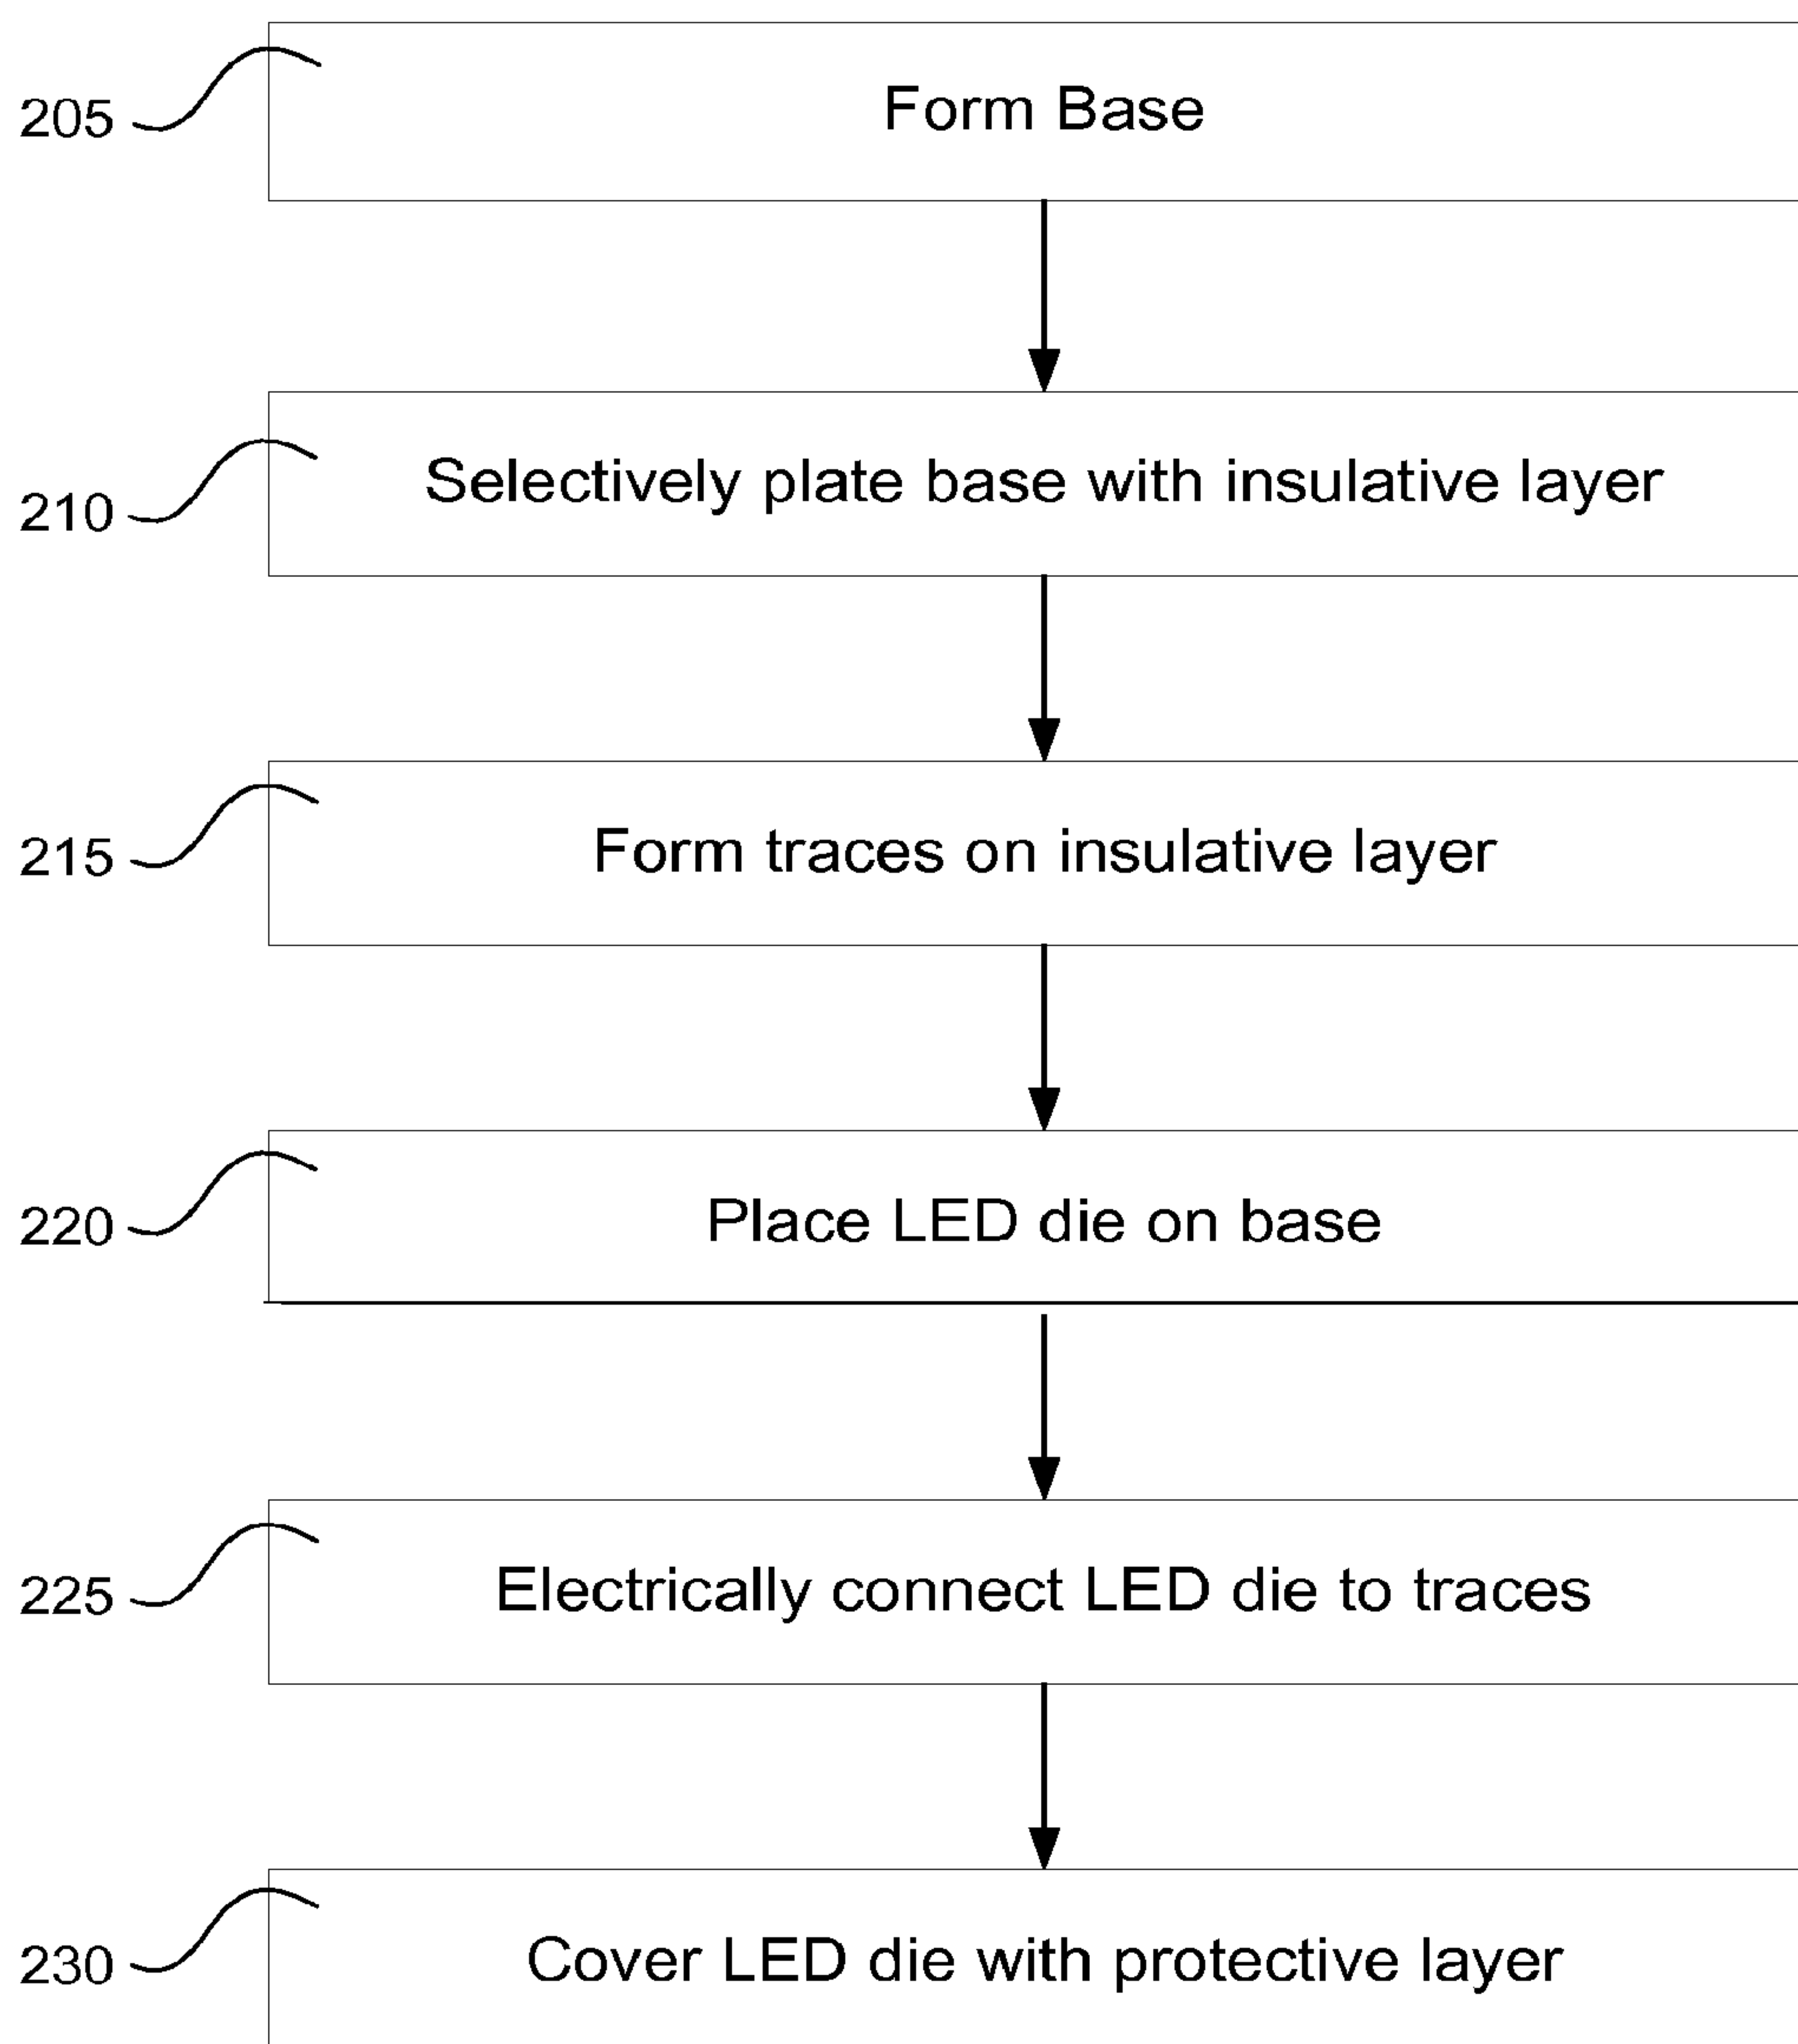 205
Form Base
210
Selectively plate base with insulative layer
215
Form traces on insulative layer
220
Place LED die on base
225
Electrically connect LED die to traces
230
Cover LED die with protective layer